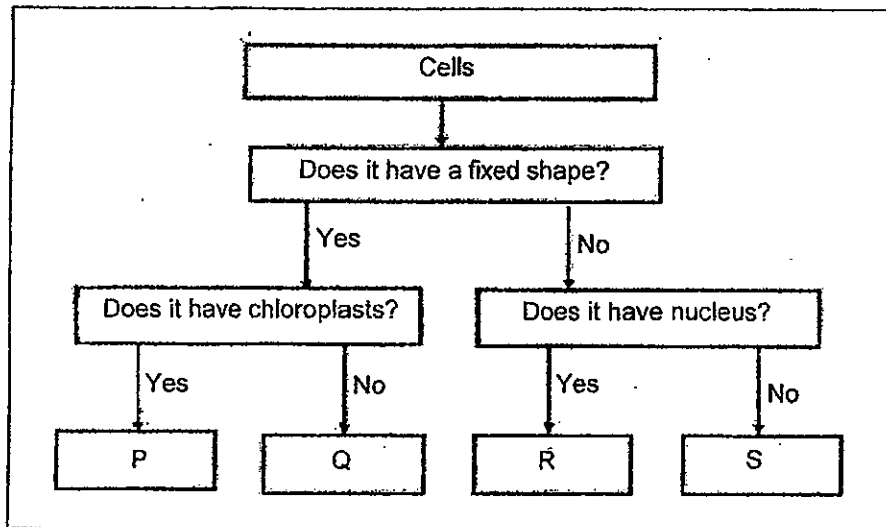 Cells
Does it have a fixed shape?
Yes
No
Does it have chloroplasts?
Does it have nucleus?
Yes
No
Yes
No
P
Q
R
S